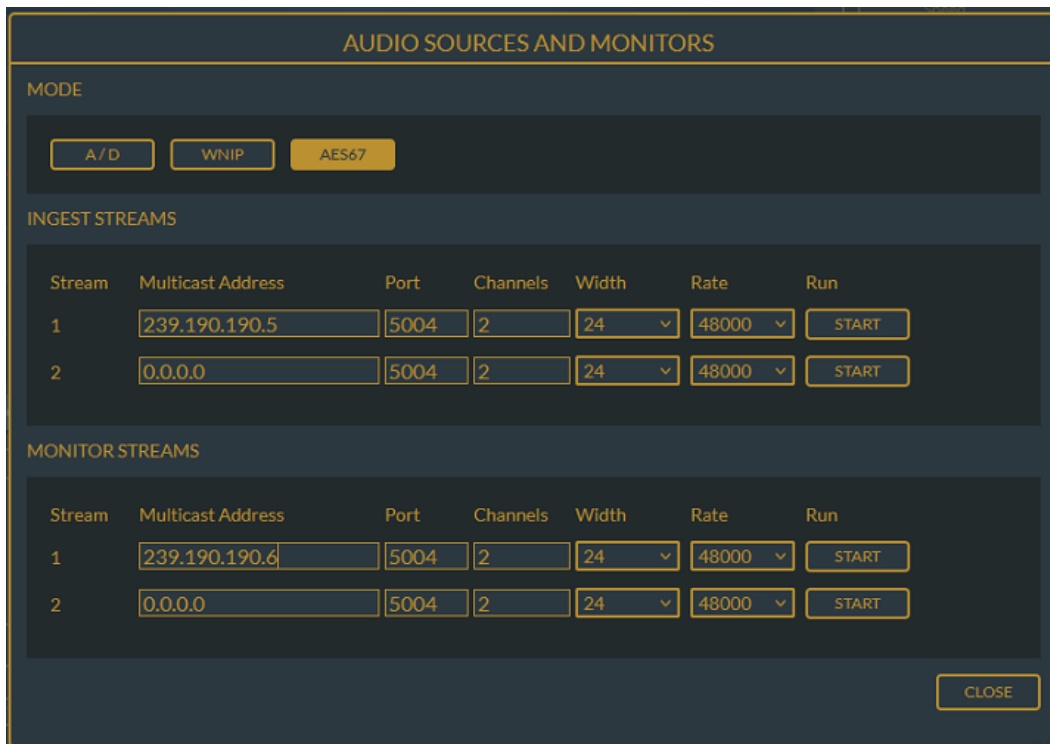 AUDIO SOURCES AND MONITORS
MODE
A/D WNIP AES67
INGEST STREAMS
Stream Multicast Address Port Channels Width Rate Run
1 239.190.190.5 5004 2 24 48000 START
2 0.0.0.0 5004 2 24 48000 START
MONITOR STREAMS
Stream Multicast Address Port Channels Width Rate Run
1 239.190.190.6 5004 2 24 48000 START
2 0.0.0.0 5004 2 24 48000 START
CLOSE